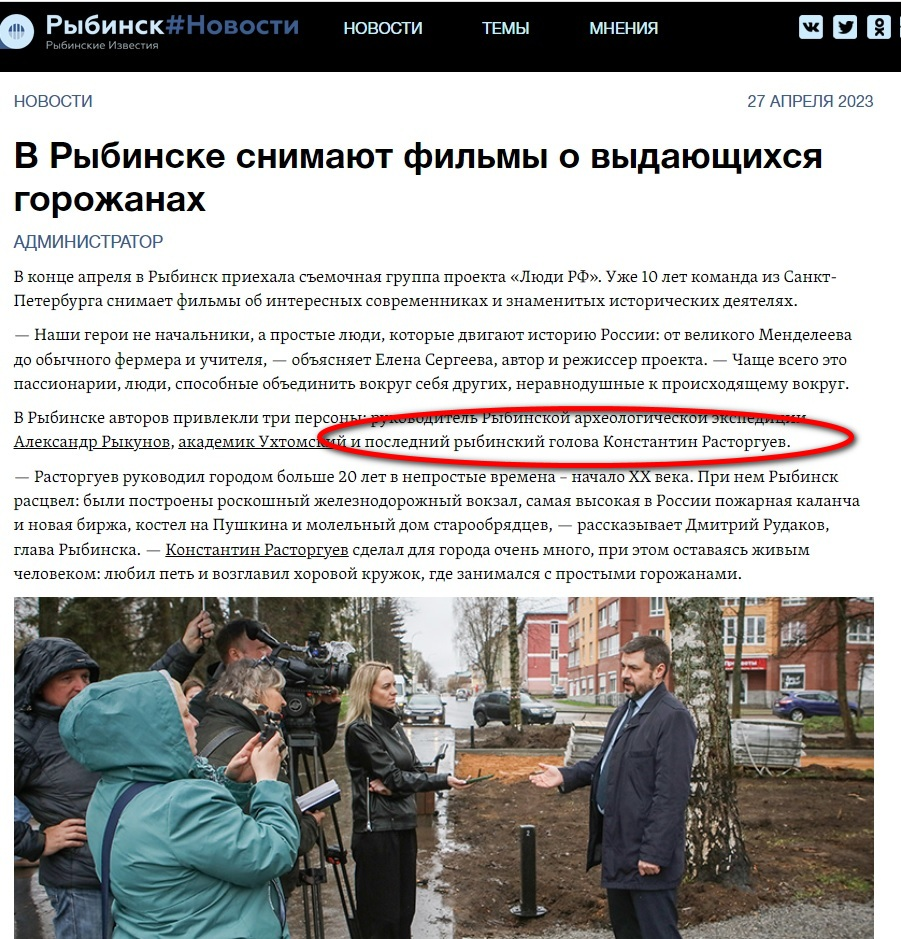 Рыбинск#Новости
Рыбинские Известия
НОВОСТИ ТЕМЫ МНЕНИЯ
НОВОСТИ 27 АПРЕЛЯ 2023
В Рыбинске снимают фильмы о выдающихся
горожанах
АДМИНИСТРАТОР
В конце апреля в Рыбинск приехала съемочная группа проекта «Люди РФ». Уже 10 лет команда из Санкт-
Петербурга снимает фильмы об интересных современниках и знаменитых исторических деятелях.
— Наши герои не начальники, а простые люди, которые двигают историю России: от великого Менделеева
до обычного фермера и учителя, — объясняет Елена Сергеева, автор и режиссер проекта. — Чаще всего это
пассионарии, люди, способные объединить вокруг себя других, неравнодушные к происходящему вокруг.
В Рыбинске авторов привлекли три персоны: руководитель Рыбинской археологической экспедиции
Александр Рыкунов, академик Ухтомский и последний рыбинский голова Константин Расторгуев.
— Расторгуев руководил городом больше 20 лет в непростые времена – начало XX века. При нем Рыбинск
расцвел: были построены роскошный железнодорожный вокзал, самая высокая в России пожарная каланча
и новая биржа, костел на Пушкина и молельный дом старообрядцев, — рассказывает Дмитрий Рудаков,
глава Рыбинска. — Константин Расторгуев сделал для города очень много, при этом оставаясь живым
человеком: любил петь и возглавил хоровой кружок, где занимался с простыми горожанами.